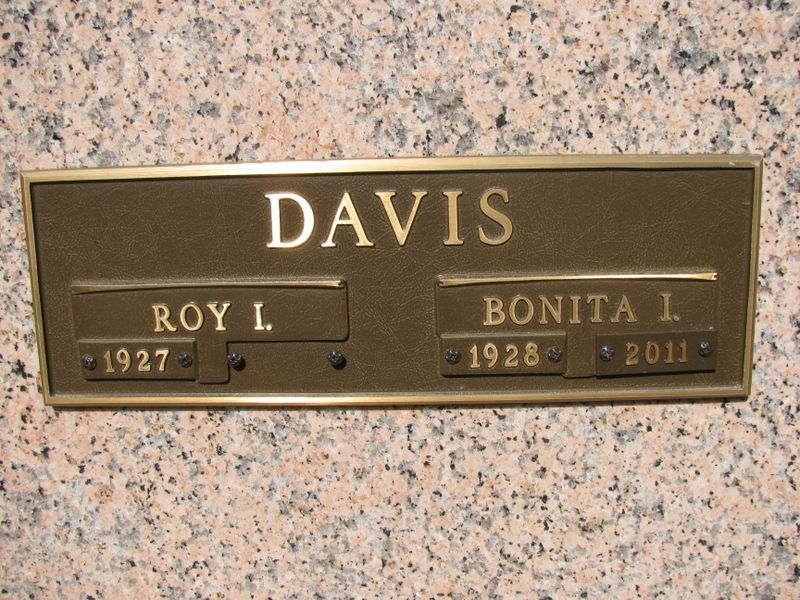 DAVIS
ROY I.
1927
BONITA I.
1928 2011